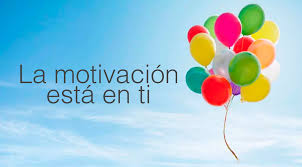 La motivación
está en ti